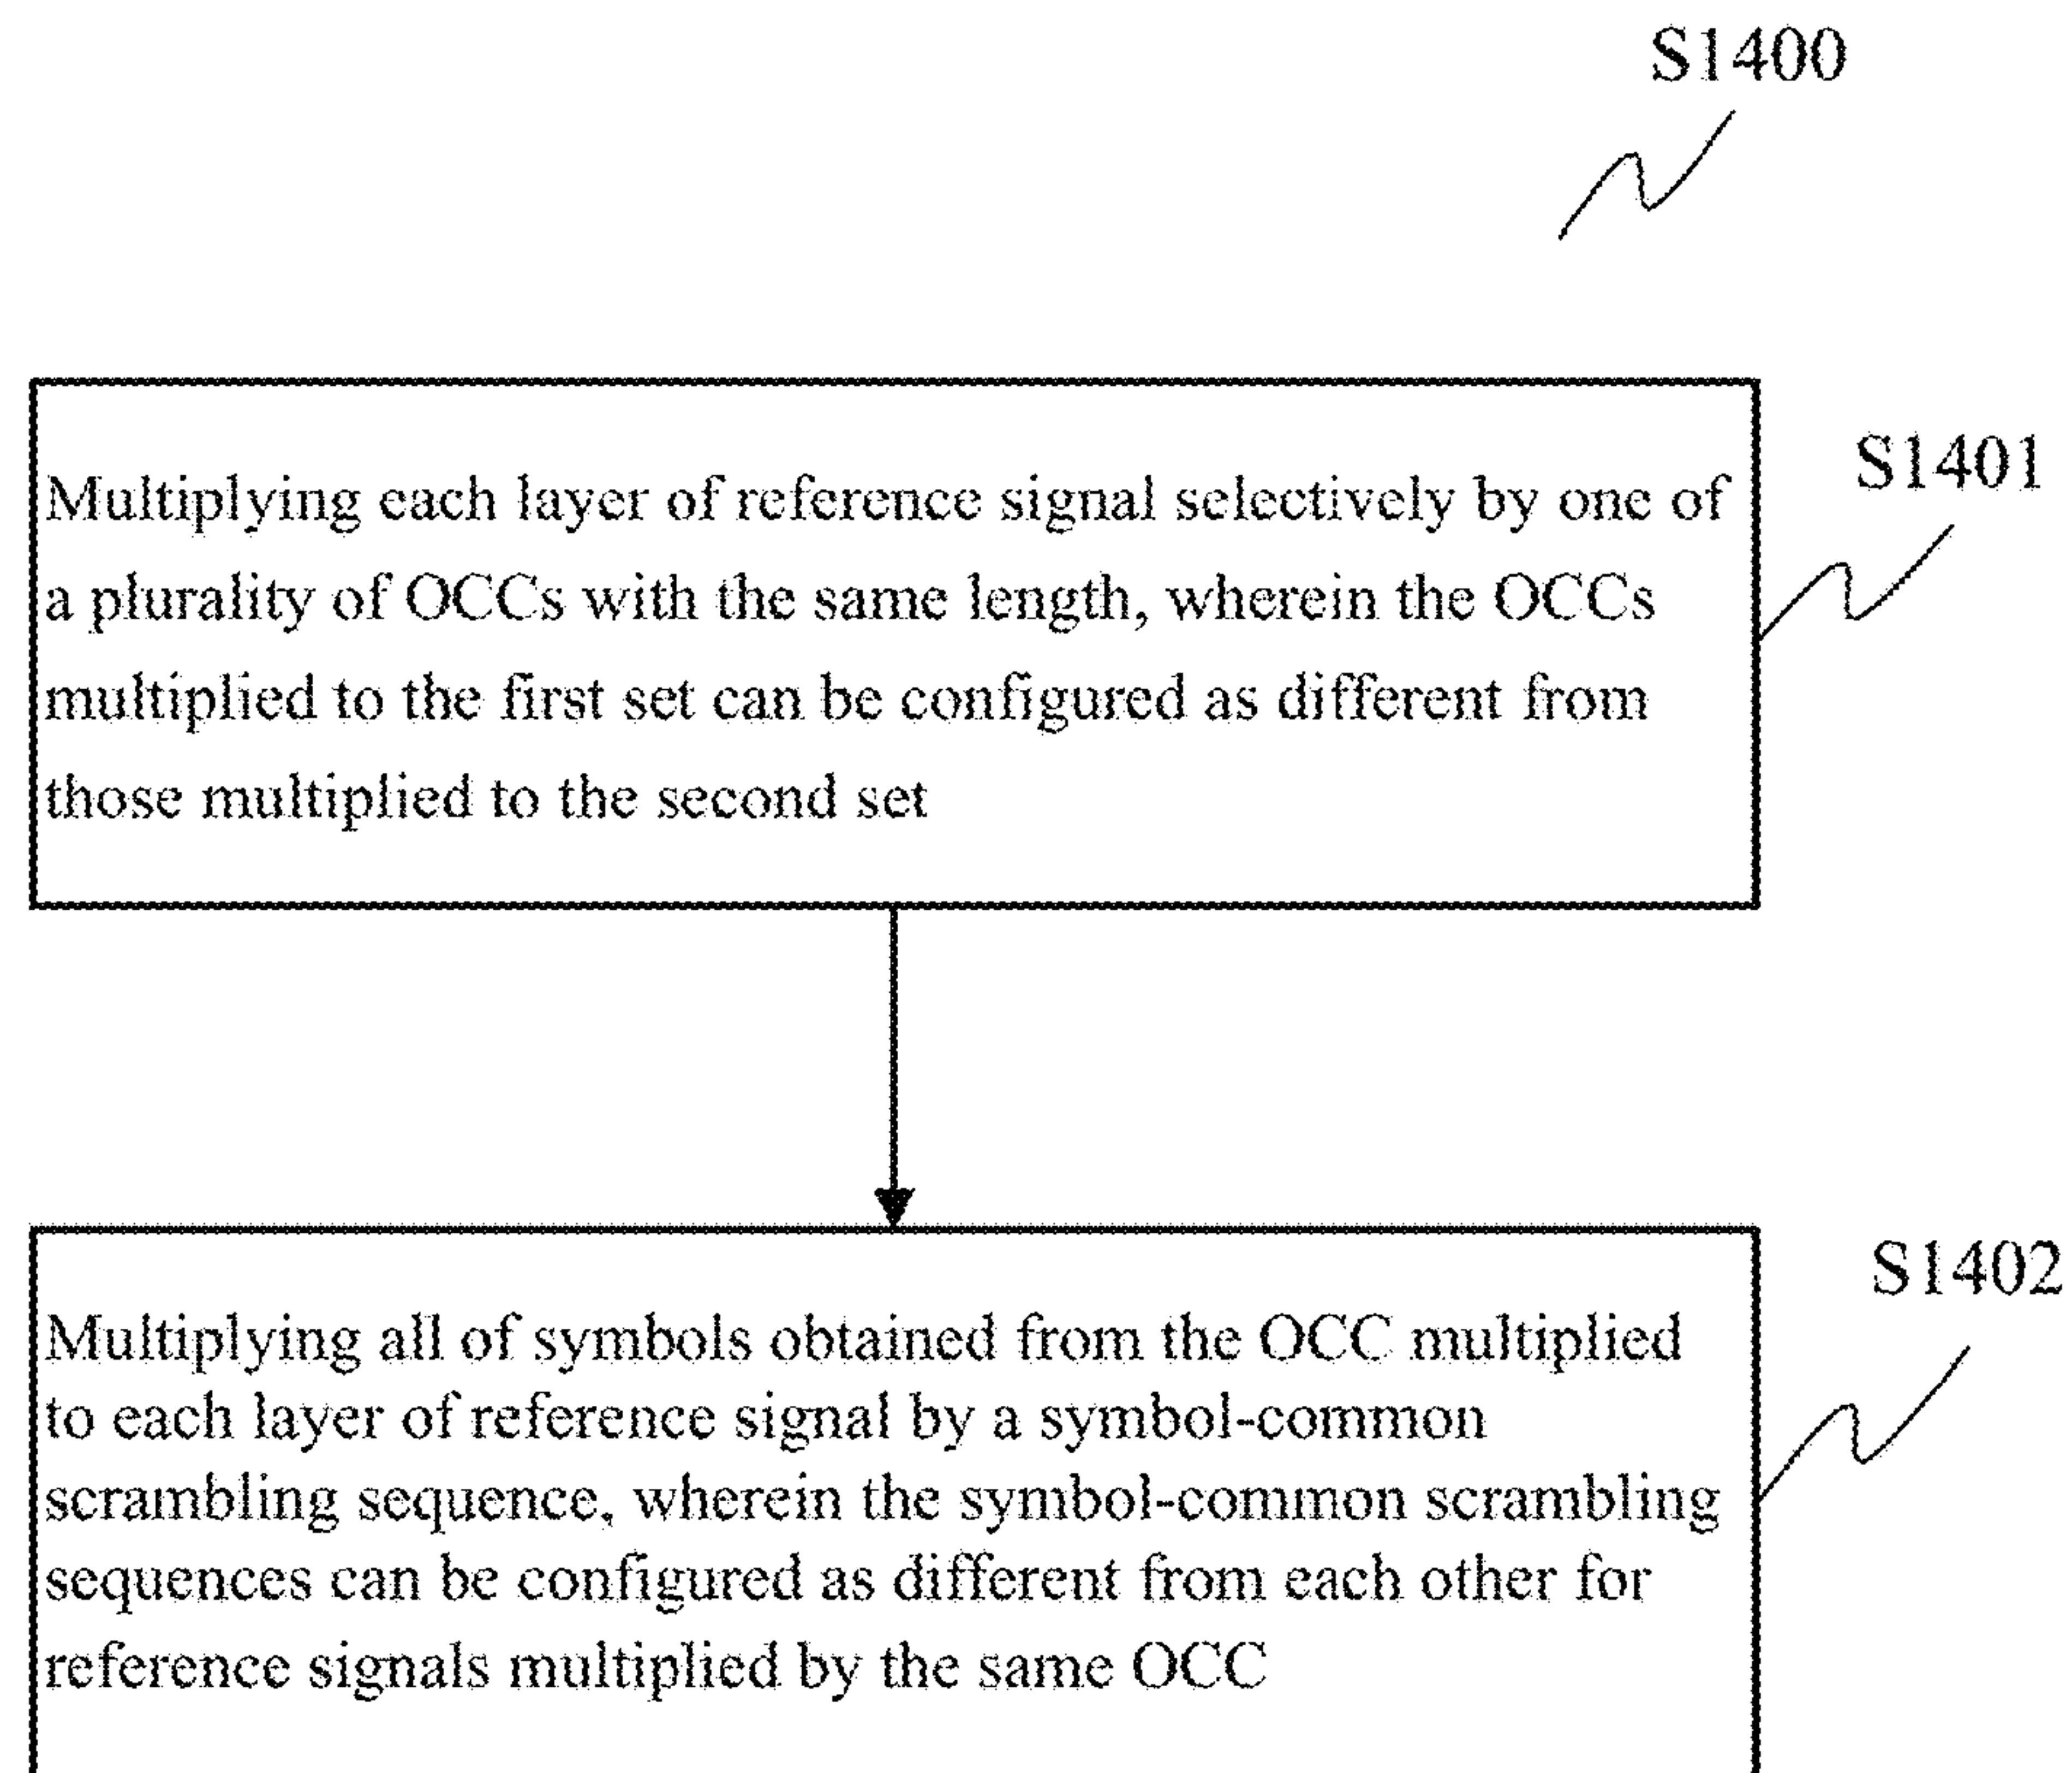 S1400
Multiplying each layer of reference signal selectively by one of
S1401
a plurality of OCCs with the same length, wherein the OCCs
multiplied to the first set can be configured as different from
those multiplied to the second set
S1402
Multiplying all of symbols obtained from the OCC multiplied
to each layer of reference signal by a symbol-common
scrambling sequence, wherein the symbol-common scrambling
sequences can be configured as different from each other for
reference signals multiplied by the same OCC